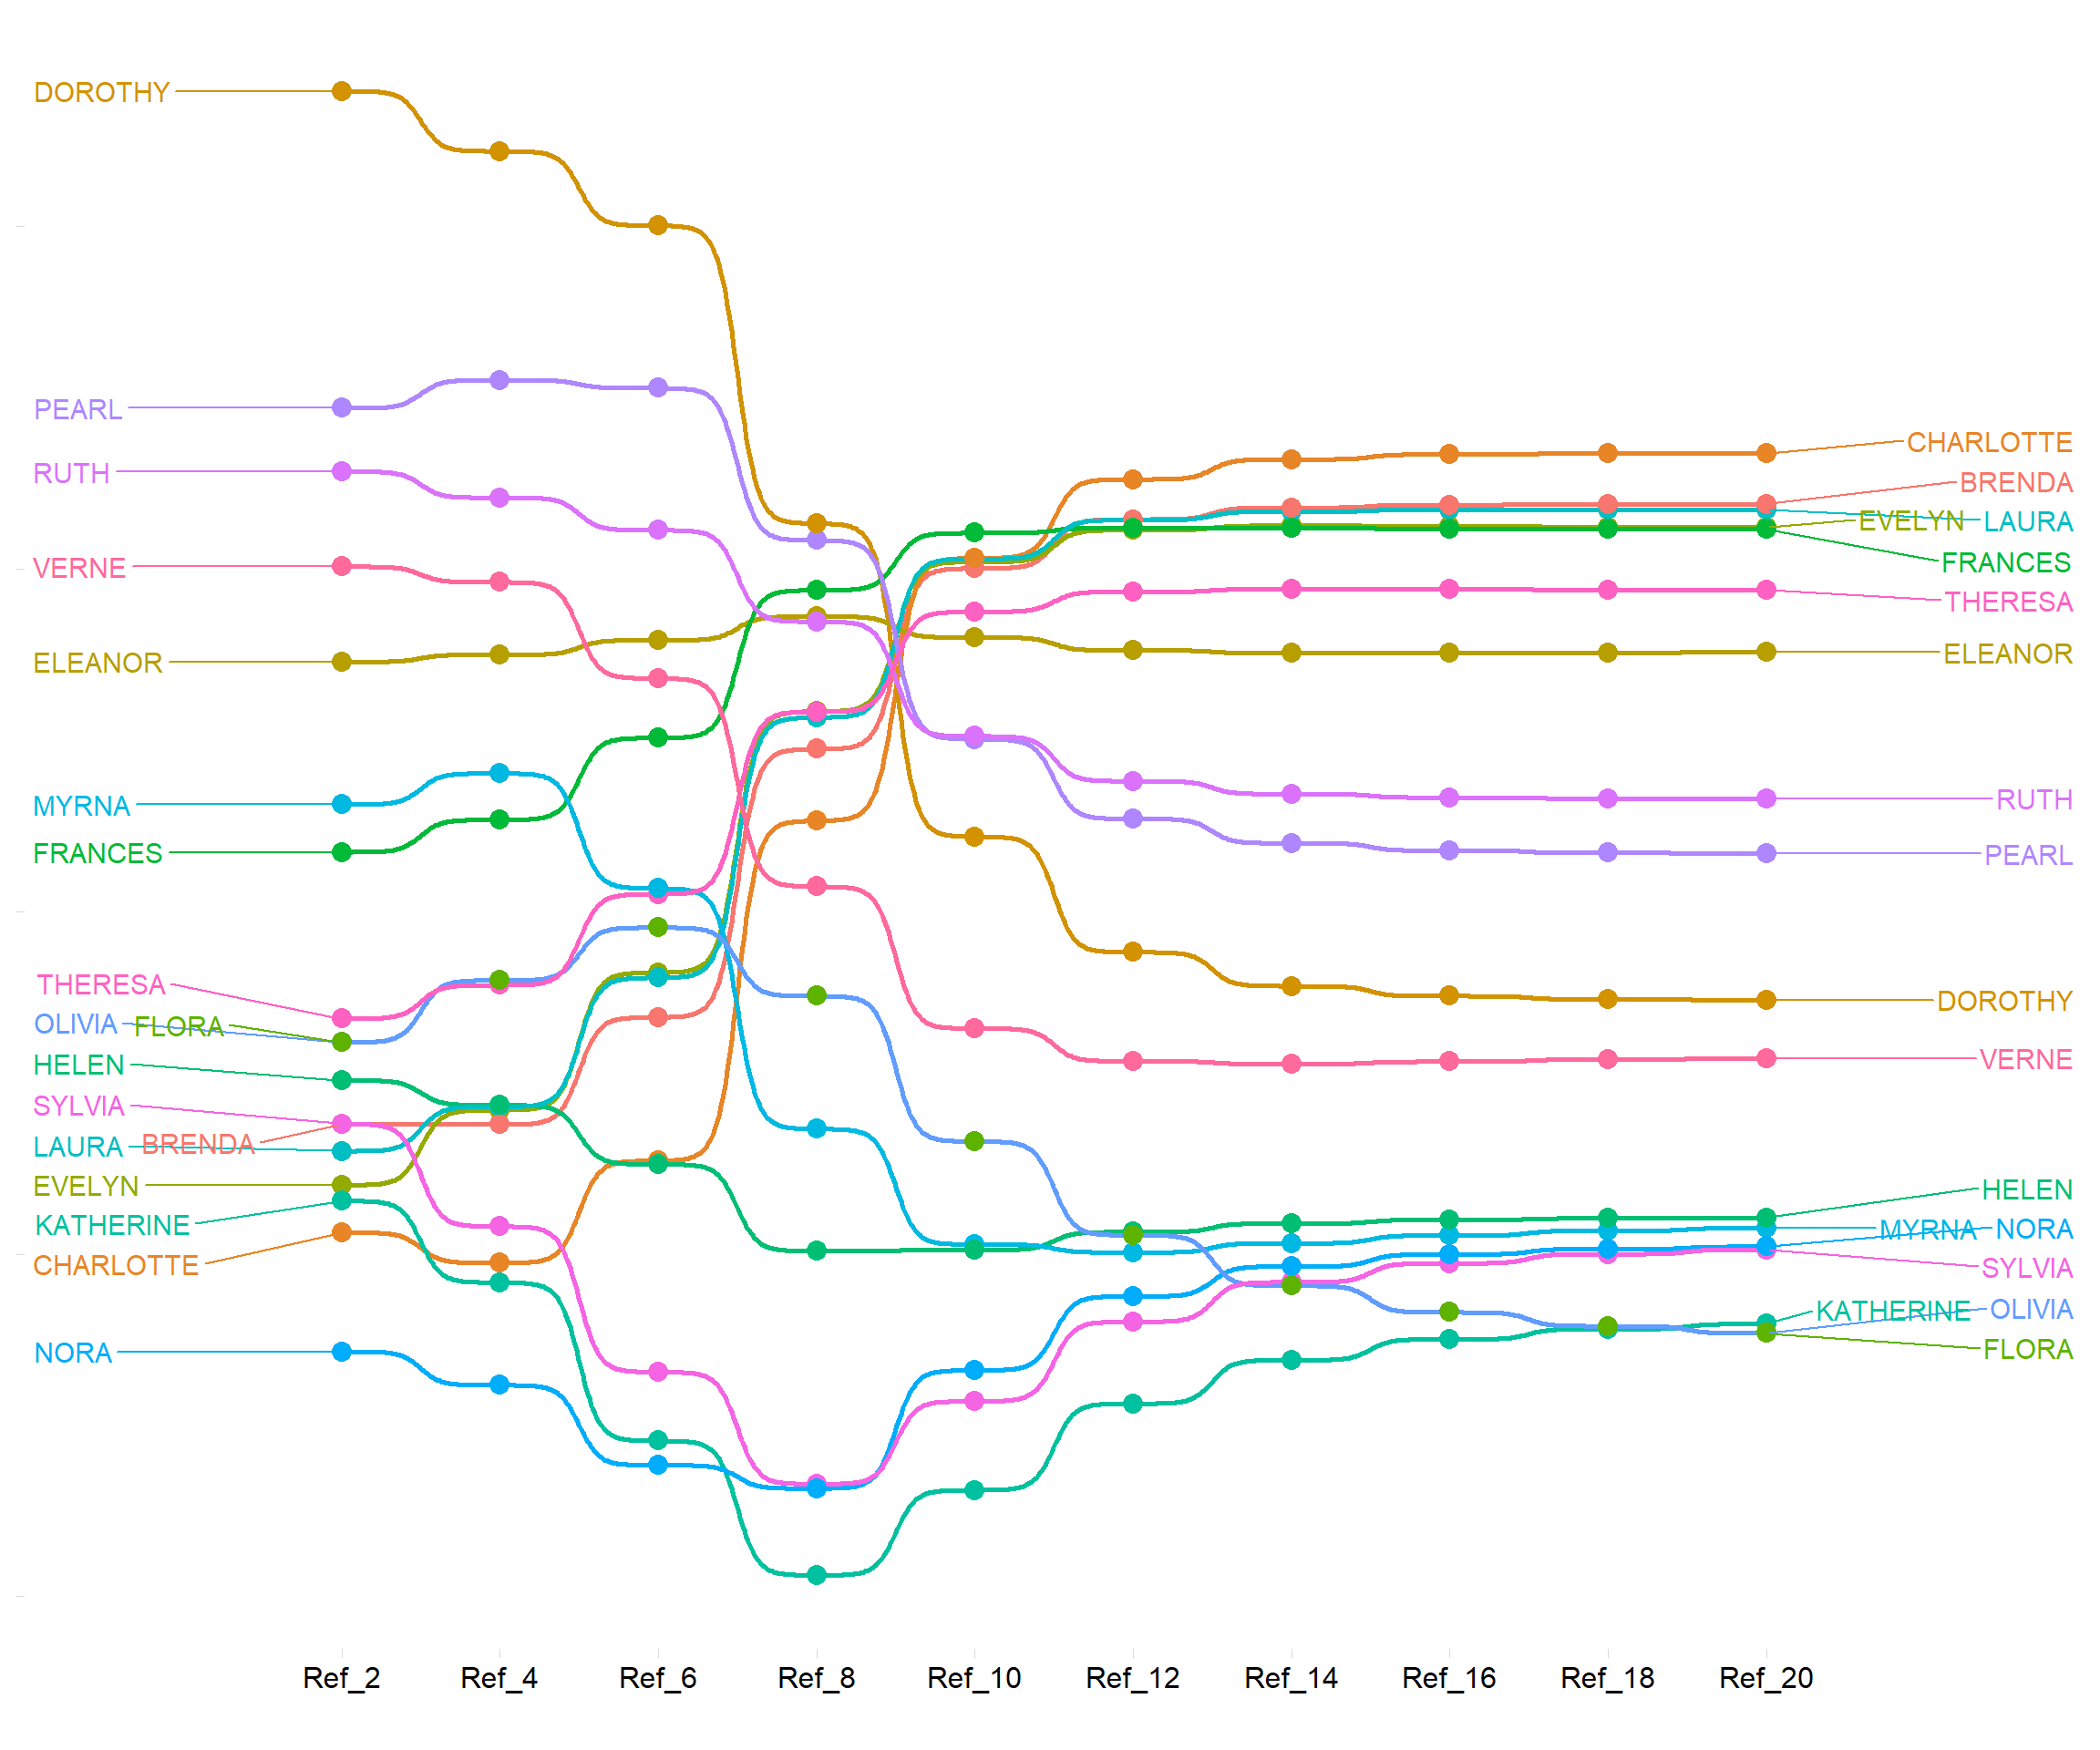 DOROTHY
PEARL
RUTH
VERNE
ELEANOR
MYRNA
FRANCES
THERESA
OLIVIA FLORA
HELEN
SYLVIA
LAURA BRENDA
EVELYN
KATHERINE
CHARLOTTE
NORA
CHARLOTTE
BRENDA
EVELYN LAURA
FRANCES
THERESA
ELEANOR
RUTH
PEARL
DOROTHY
VERNE
HELEN
MYRNA NORA
SYLVIA
KATHERINE OLIVIA
FLORA
Ref_2 Ref_4 Ref_6 Ref_8 Ref_10 Ref_12 Ref_14 Ref_16 Ref_18 Ref_20